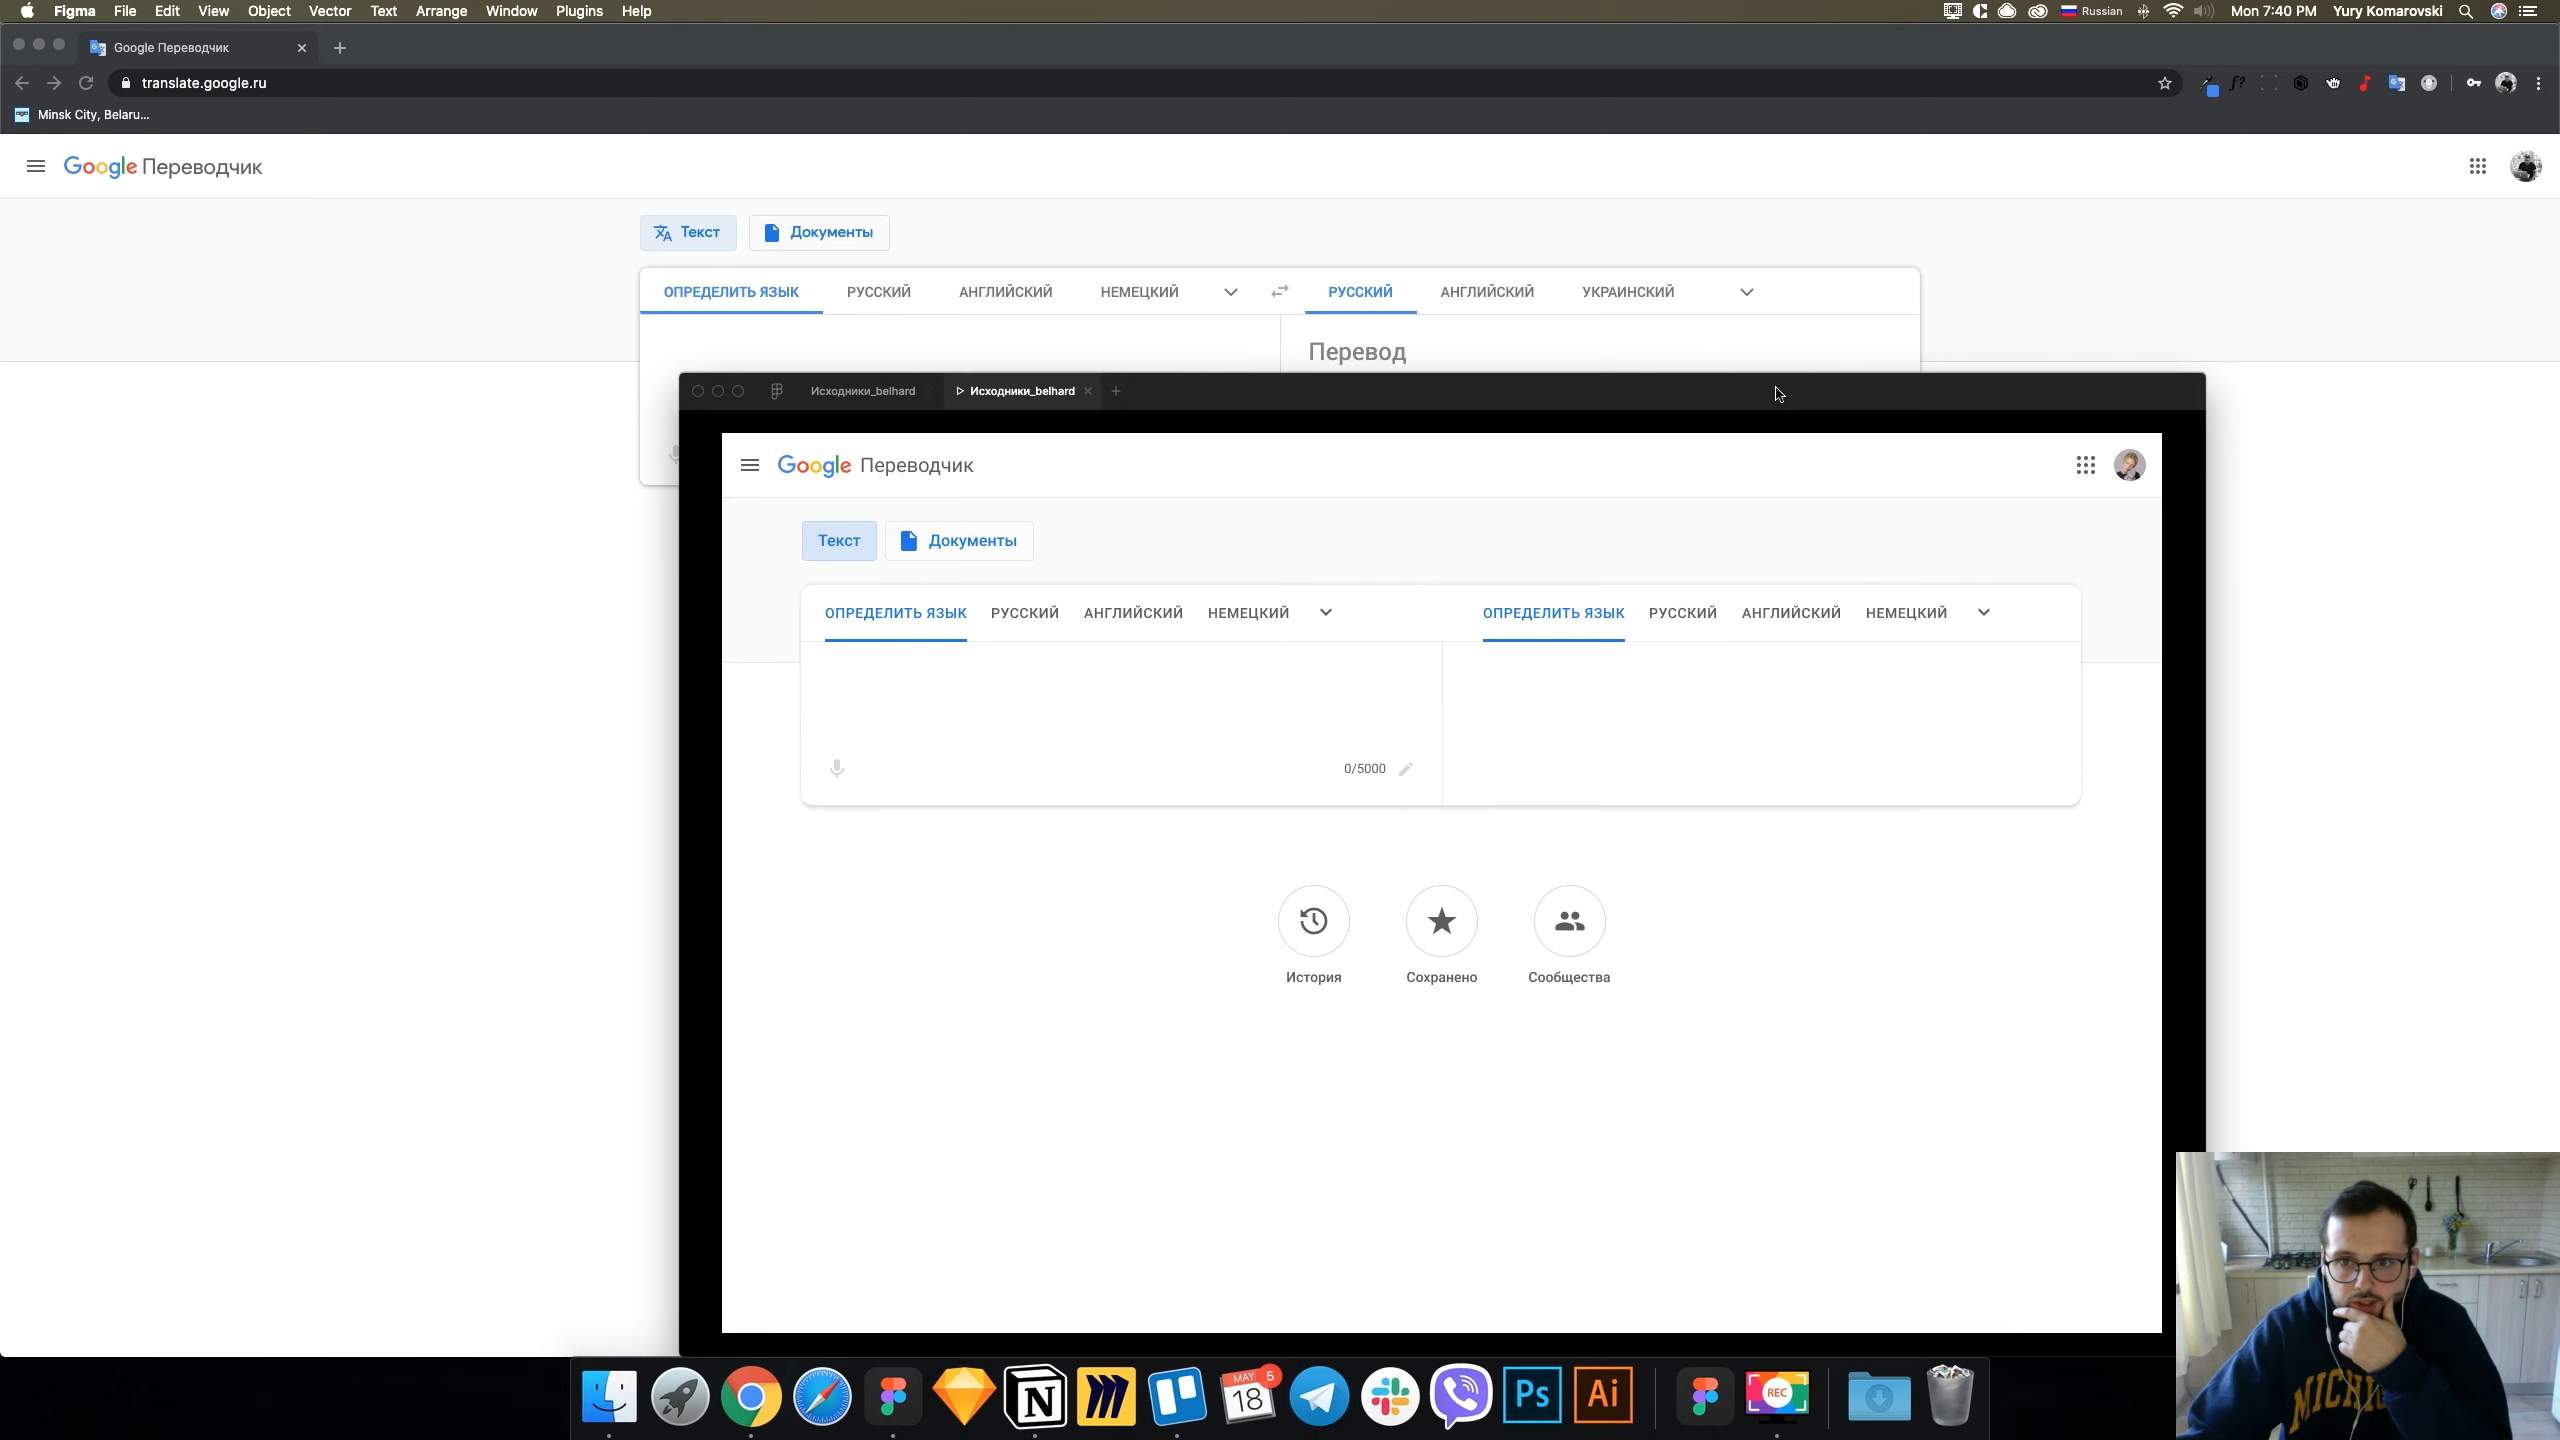 Figma File Edit View Object Vector Text Arrange Window Plugins Help Russian Mon 7:40 PM Yury Komarovski
Google Переводчик
translate.google.ru
Minsk City, Belaru...
Google Переводчик
Текст Документы
ОПРЕДЕЛИТЬ ЯЗЫК РУССКИЙ АНГЛИЙСКИЙ НЕМЕЦКИЙ РУССКИЙ АНГЛИЙСКИЙ УКРАИНСКИЙ
Перевод
Исходники_belhard Исходники_belhard
Google Переводчик
Текст Документы
ОПРЕДЕЛИТЬ ЯЗЫК РУССКИЙ АНГЛИЙСКИЙ НЕМЕЦКИЙ ОПРЕДЕЛИТЬ ЯЗЫК РУССКИЙ АНГЛИЙСКИЙ НЕМЕЦКИЙ
0/5000
История Сохранено Сообщества
MAY 5
18
Ps Ai
REC
MICHI